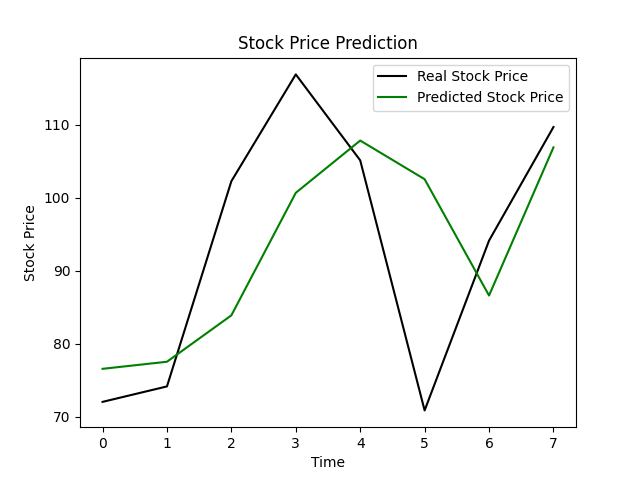 Stock Price Prediction
Real Stock Price
Predicted Stock Price
Stock Price
110
100
90
80
70
0 1 2 3 4 5 6 7
Time